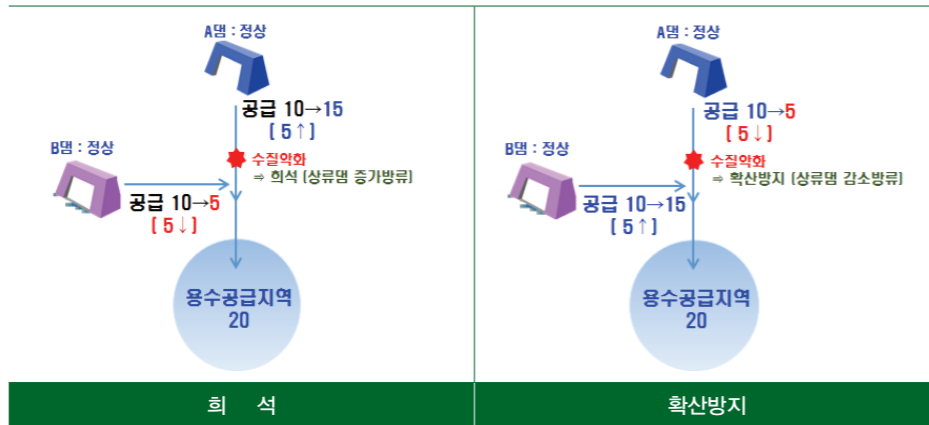 A댐 : 정상
공급 10→15
[ 5↑ ]
B댐 : 정상
수질악화
⇒ 희석 [상류댐 증가방류]
공급 10→5
[ 5↓ ]
용수공급지역
20
희 석
A댐 : 정상
공급 10→5
[ 5↓ ]
B댐 : 정상
수질악화
⇒ 확산방지 [상류댐 감소방류]
공급 10→15
[ 5↑ ]
용수공급지역
20
확산방지